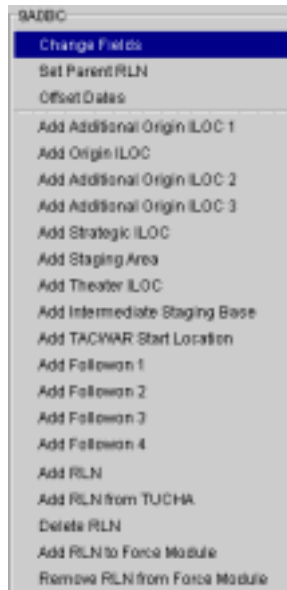 9ADBC
Change Fields
Set Parent RLN
Offset Dates
Add Additional Origin ILOC 1
Add Origin ILOC
Add Additional Origin ILOC 2
Add Additional Origin ILOC 3
Add Strategic ILOC
Add Staging Area
Add Theater ILOC
Add Intermediate Staging Base
Add TACWAR Start Location
Add Followon 1
Add Followon 2
Add Followon 3
Add Followon 4
Add RLN
Add RLN from TUCHA
Delete RLN
Add RLN to Force Module
Remove RLN from Force Module